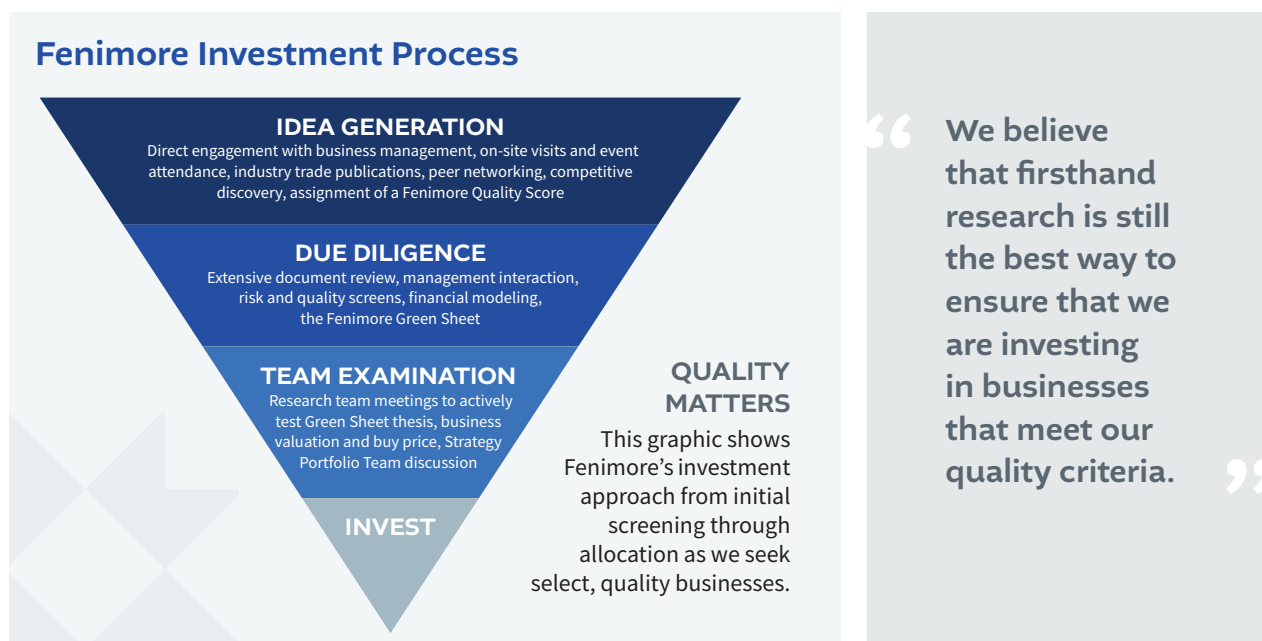 Fenimore Investment Process
IDEA GENERATION
Direct engagement with business management, on-site visits and event
attendance, industry trade publications, peer networking, competitive
discovery, assignment of a Fenimore Quality Score
DUE DILIGENCE
Extensive document review, management interaction,
risk and quality screens, financial modeling,
the Fenimore Green Sheet
TEAM EXAMINATION
Research team meetings to actively
test Green Sheet thesis, business
valuation and buy price, Strategy
Portfolio Team discussion
INVEST
QUALITY
MATTERS
This graphic shows
Fenimore’s investment
approach from initial
screening through
allocation as we seek
select, quality businesses.
“We believe
that firsthand
research is still
the best way to
ensure that we
are investing
in businesses
that meet our
quality criteria.”